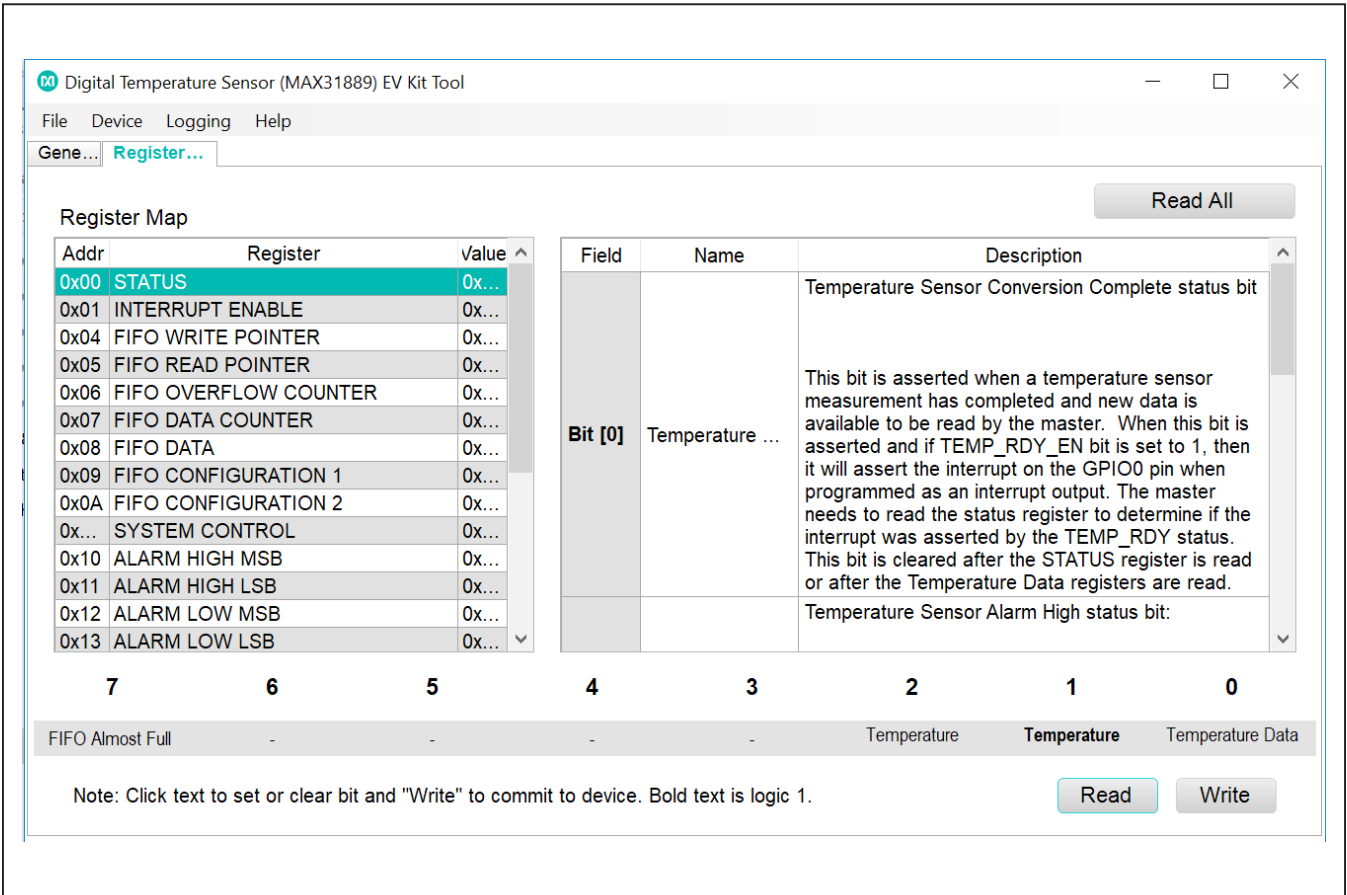 Digital Temperature Sensor (MAX31889) EV Kit Tool
File Device Logging Help
Gene... Register...
Read All
Register Map
Addr Register Value
0x00 STATUS 0x...
0x01 INTERRUPT ENABLE 0x...
0x04 FIFO WRITE POINTER 0x...
0x05 FIFO READ POINTER 0x...
0x06 FIFO OVERFLOW COUNTER 0x...
0x07 FIFO DATA COUNTER 0x...
0x08 FIFO DATA 0x...
0x09 FIFO CONFIGURATION 1 0x...
0x0A FIFO CONFIGURATION 2 0x...
0x... SYSTEM CONTROL 0x...
0x10 ALARM HIGH MSB 0x...
0x11 ALARM HIGH LSB 0x...
0x12 ALARM LOW MSB 0x...
0x13 ALARM LOW LSB 0x...
Field Name Description
Bit [0] Temperature ...
Temperature Sensor Conversion Complete status bit
This bit is asserted when a temperature sensor
measurement has completed and new data is
available to be read by the master. When this bit is
asserted and if TEMP_RDY_EN bit is set to 1, then
it will assert the interrupt on the GPIO0 pin when
programmed as an interrupt output. The master
needs to read the status register to determine if the
interrupt was asserted by the TEMP_RDY status.
This bit is cleared after the STATUS register is read
or after the Temperature Data registers are read.
Temperature Sensor Alarm High status bit:
7 6 5 4 3 2 1 0
FIFO Almost Full - - - - Temperature Temperature Temperature Data
Note: Click text to set or clear bit and "Write" to commit to device. Bold text is logic 1.
Read Write